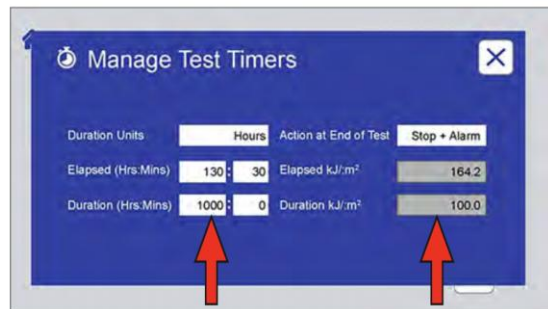 Manage Test Timers
Duration Units Hours Action at End of Test Stop + Alarm
Elapsed (Hrs:Mins) 130 : 30 Elapsed kJ/:m² 164.2
Duration (Hrs:Mins) 1000 : 0 Duration kJ/:m² 100.0